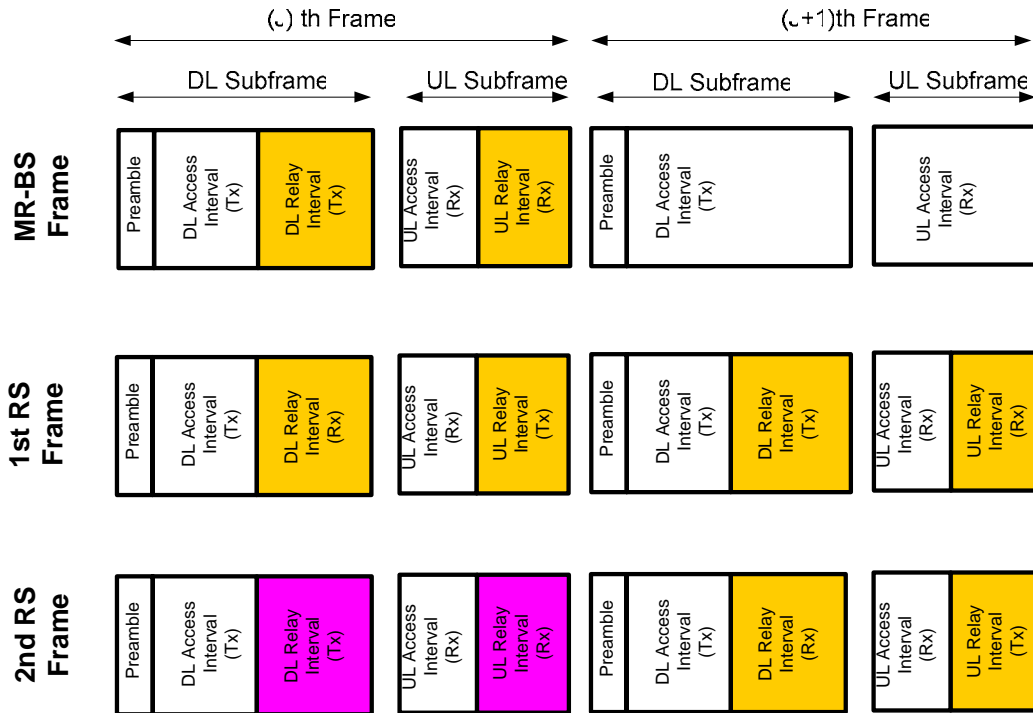 th Frame
Frame
DL Subframe
UL Subframe
DL Subframe
UL Subframe
MR-BS
Frame
Preamble
DL Access
Interval
(Tx)
DL Relay
Interval
(Tx)
UL Access
Interval
(Rx)
UL Relay
Interval
(Rx)
Preamble
DL Access
Interval
(Tx)
UL Access
Interval
(Rx)
1st RS
Frame
Preamble
DL Access
Interval
(Tx)
DL Relay
Interval
(Rx)
UL Access
Interval
(Rx)
UL Relay
Interval
(Tx)
Preamble
DL Access
Interval
(Tx)
DL Relay
Interval
(Tx)
UL Access
Interval
(Rx)
UL Relay
Interval
(Rx)
2nd RS
Frame
Preamble
DL Access
Interval
(Tx)
DL Relay
Interval
(Tx)
UL Access
Interval
(Rx)
UL Relay
Interval
(Rx)
Preamble
DL Access
Interval
(Tx)
DL Relay
Interval
(Rx)
UL Access
Interval
(Rx)
UL Relay
Interval
(Tx)